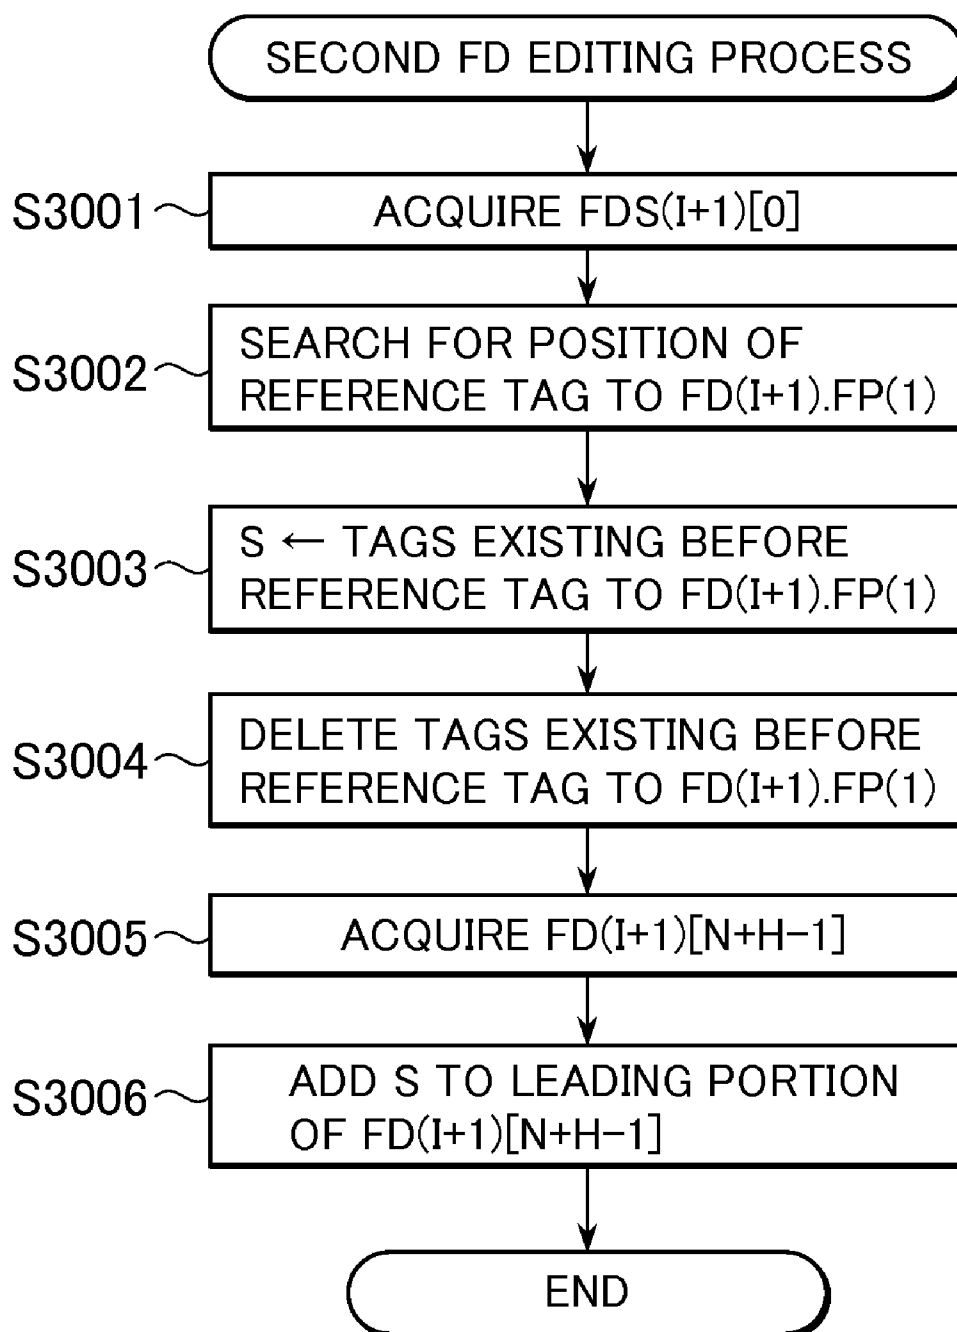 SECOND FD EDITING PROCESS
S3001
ACQUIRE FDS(I+1)[0]
S3002
SEARCH FOR POSITION OF
REFERENCE TAG TO FD(I+1).FP(1)
S3003
S ← TAGS EXISTING BEFORE
REFERENCE TAG TO FD(I+1).FP(1)
S3004
DELETE TAGS EXISTING BEFORE
REFERENCE TAG TO FD(I+1).FP(1)
S3005
ACQUIRE FD(I+1)[N+H-1]
S3006
ADD S TO LEADING PORTION
OF FD(I+1)[N+H-1]
END